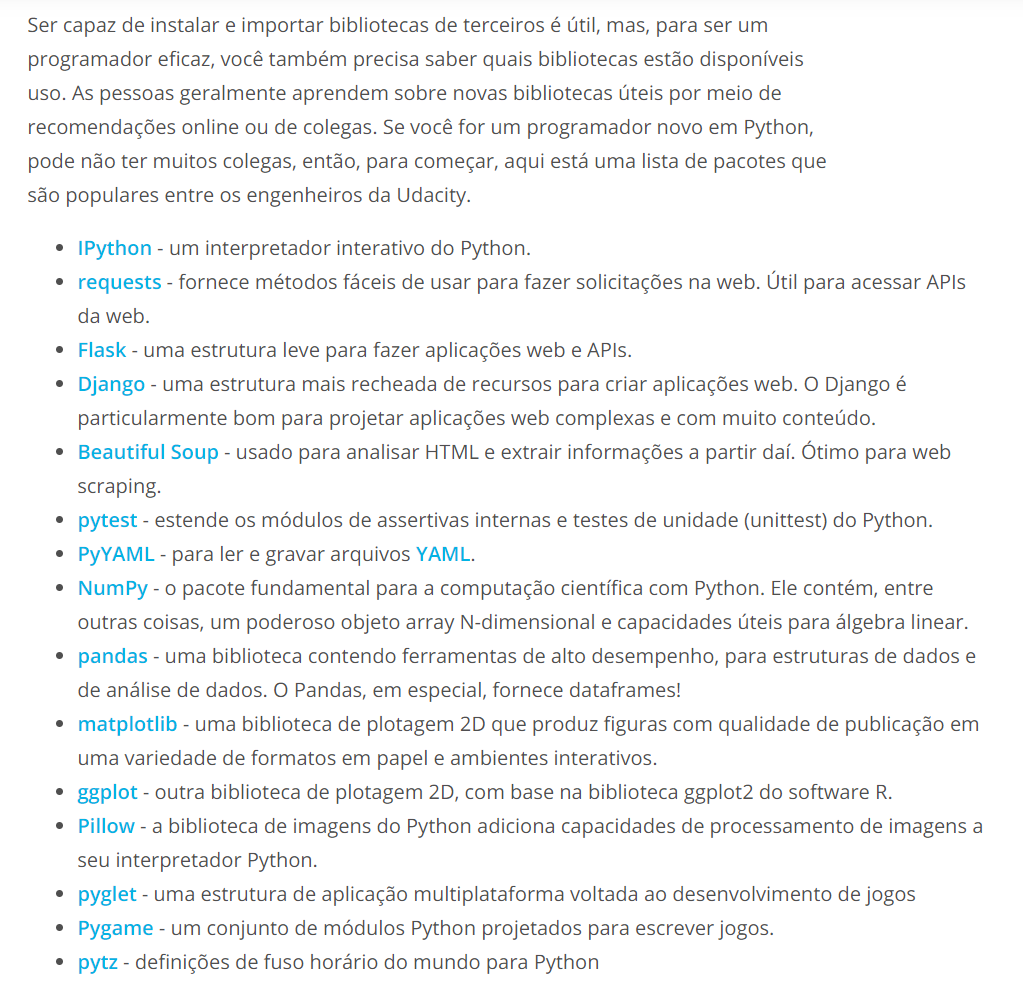 Ser capaz de instalar e importar bibliotecas de terceiros é útil, mas, para ser um
programador eficaz, você também precisa saber quais bibliotecas estão disponíveis
uso. As pessoas geralmente aprendem sobre novas bibliotecas úteis por meio de
recomendações online ou de colegas. Se você for um programador novo em Python,
pode não ter muitos colegas, então, para começar, aqui está uma lista de pacotes que
são populares entre os engenheiros da Udacity.
• IPython - um interpretador interativo do Python.
• requests - fornece métodos fáceis de usar para fazer solicitações na web. Útil para acessar APIs
da web.
• Flask - uma estrutura leve para fazer aplicações web e APIs.
• Django - uma estrutura mais recheada de recursos para criar aplicações web. O Django é
particularmente bom para projetar aplicações web complexas e com muito conteúdo.
• Beautiful Soup - usado para analisar HTML e extrair informações a partir daí. Ótimo para web
scraping.
• pytest - estende os módulos de assertivas internas e testes de unidade (unittest) do Python.
• PyYAML - para ler e gravar arquivos YAML.
• NumPy - o pacote fundamental para a computação científica com Python. Ele contém, entre
outras coisas, um poderoso objeto array N-dimensional e capacidades úteis para álgebra linear.
• pandas - uma biblioteca contendo ferramentas de alto desempenho, para estruturas de dados e
de análise de dados. O Pandas, em especial, fornece dataframes!
• matplotlib - uma biblioteca de plotagem 2D que produz figuras com qualidade de publicação em
uma variedade de formatos em papel e ambientes interativos.
• ggplot - outra biblioteca de plotagem 2D, com base na biblioteca ggplot2 do software R.
• Pillow - a biblioteca de imagens do Python adiciona capacidades de processamento de imagens a
seu interpretador Python.
• pyglet - uma estrutura de aplicação multiplataforma voltada ao desenvolvimento de jogos
• Pygame - um conjunto de módulos Python projetados para escrever jogos.
• pytz - definições de fuso horário do mundo para Python